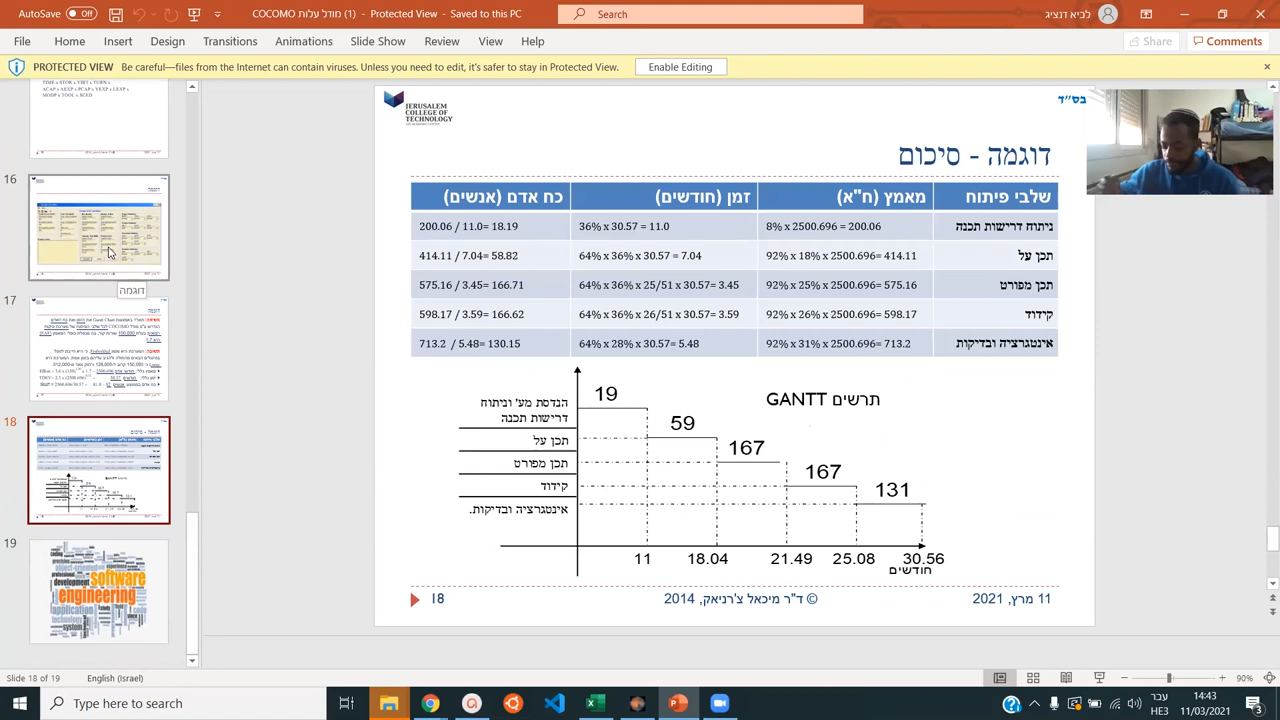 AutoSave Off
Search
File Home Insert Design Transitions Animations Slide Show Review View Help
Share Comments
PROTECTED VIEW Be careful—files from the Internet can contain viruses. Unless you need to edit, it's safer to stay in Protected View. Enable Editing
16
דוגמה
17
18
19
software
engineering
JERUSALEM
COLLEGE OF
TECHNOLOGY
בס"ד
דוגמה - סיכום
שלבי פיתוח מאמץ (ח"א) זמן (חודשים) כח אדם (אנשים)
ניתוח דרישות תכנה 8% x 2500.696= 200.06 36% x 30.57 = 11.0 200.06 / 11.0= 18.19
תכן על 92% x 18% x 2500.696= 414.11 64% x 36% x 30.57 = 7.04 414.11 / 7.04= 58.82
תכן מפורט 92% x 25% x 2500.696= 575.16 64% x 36% x 25/51 x 30.57= 3.45 575.16 / 3.45= 166.71
קידוד 92% x 26% x 2500.696= 598.17 64% x 36% x 26/51 x 30.57= 3.59 598.17 / 3.59= 166.62
אינטגרציה ובדיקות 92% x 31% x 2500.696= 713.2 64% x 28% x 30.57= 5.48 713.2 / 5.48= 130.15
תרשים GANTT
הנדסת מע' וניתוח
דרישות תכנה
תכן על
תכן מפורט
קידוד
אינטגרציה ובדיקות.
19
59
167
167
131
11 18.04 21.49 25.08 30.56
חודשים
11 מרץ, 2021 © ד"ר מיכאל צ'רניאק, 2014 18
Slide 18 of 19 English (Israel) 90%
Type here to search
עבר
HE3
14:43
11/03/2021